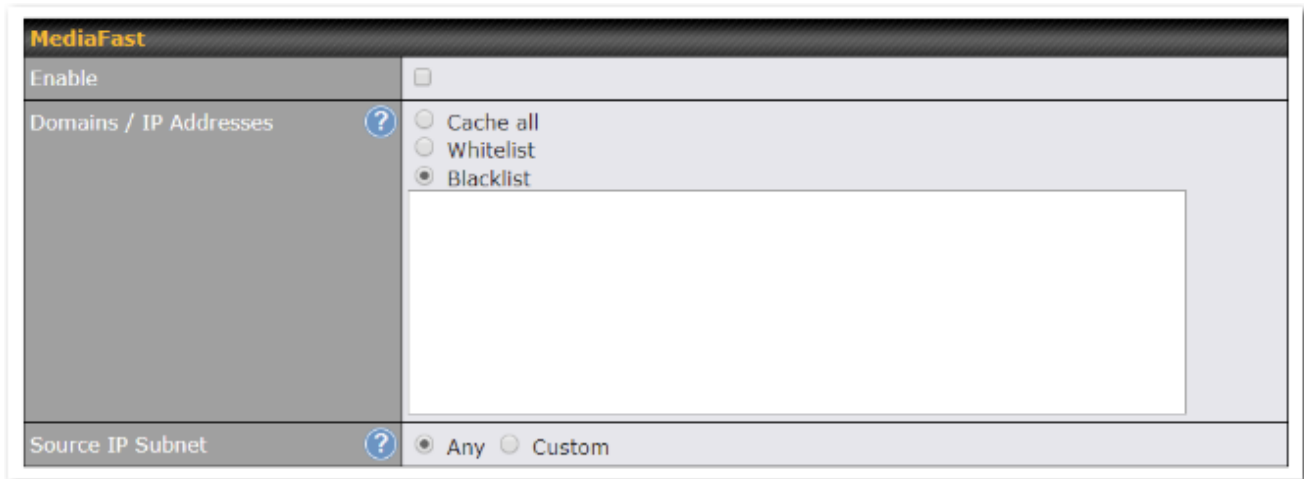 MediaFast
Enable
Domains / IP Addresses ?
Cache all
Whitelist
Blacklist
Source IP Subnet ? Any Custom